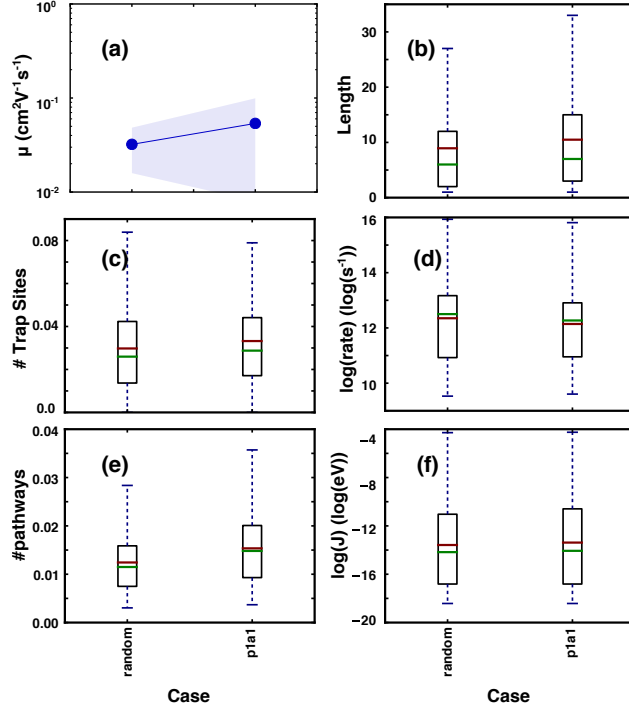 (a)
μ (cm²V⁻¹s⁻¹)
10⁰
10⁻¹
10⁻²
(b)
Length
30
20
10
0
(c)
# Trap Sites
0.08
0.04
0.0
(d)
log(rate) (log(s⁻¹))
16
14
12
10
(e)
#pathways
0.04
0.03
0.02
0.01
0.00
random
p1a1
Case
(f)
log(J) (log(eV))
−4
−8
−12
−16
−20
random
p1a1
Case